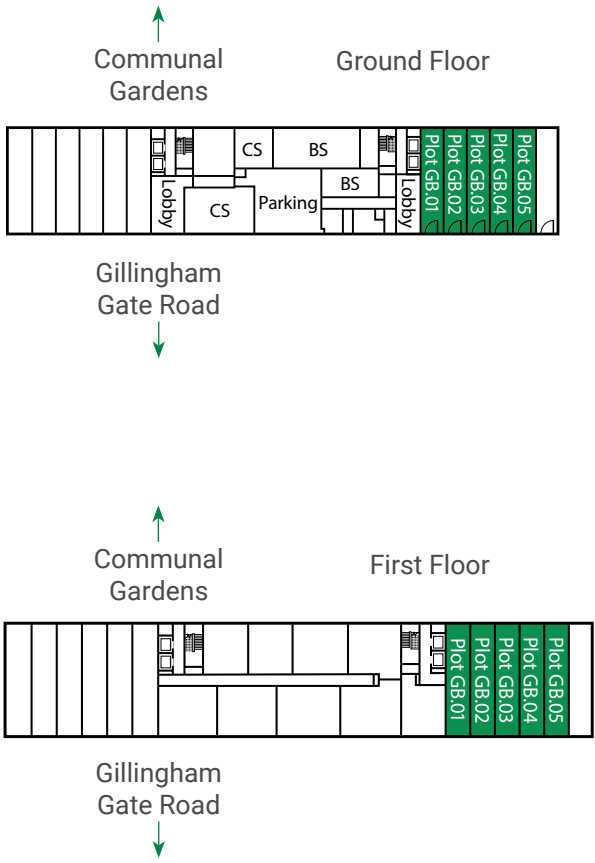 Communal
Gardens
Ground Floor
CS
BS
BS
Lobby
CS
Parking
Lobby
Plot GB.01
Plot GB.02
Plot GB.03
Plot GB.04
Plot GB.05
Gillingham
Gate Road
Communal
Gardens
First Floor
Plot GB.01
Plot GB.02
Plot GB.03
Plot GB.04
Plot GB.05
Gillingham
Gate Road